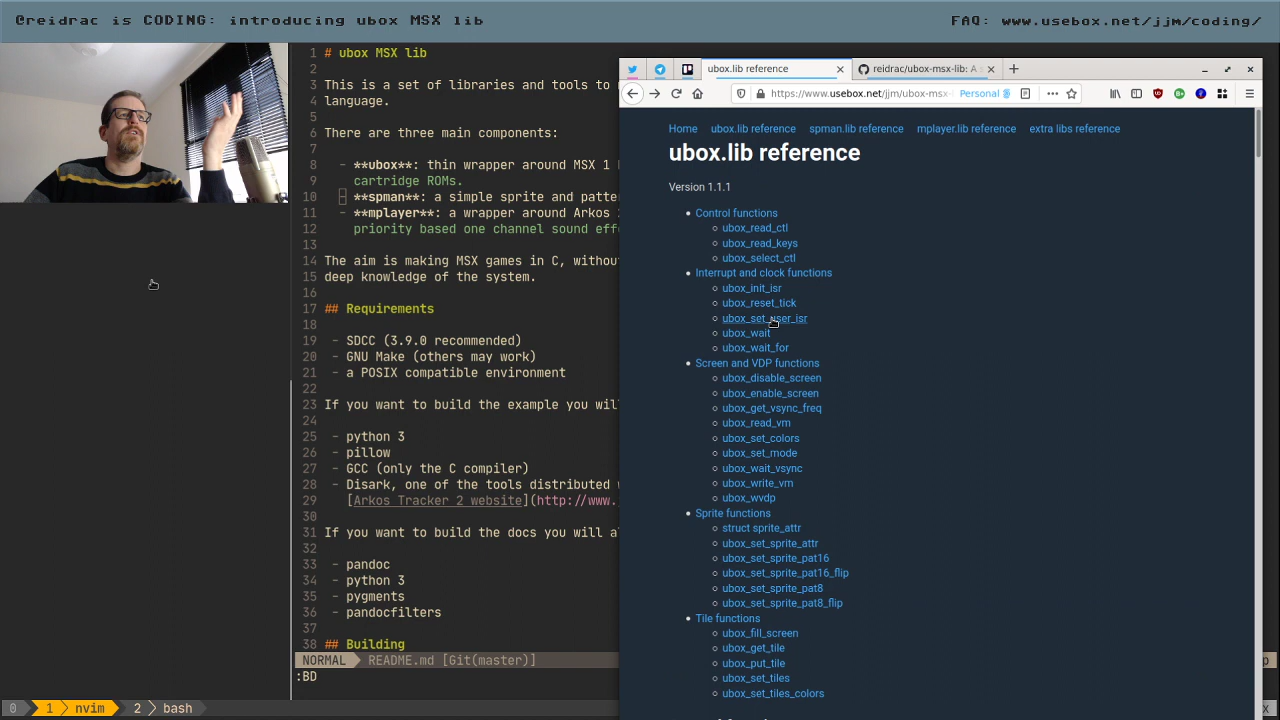 @reidrac is CODING: introducing ubox MSX lib
FAQ: www.usebox.net/jjm/coding/
1 # ubox MSX lib
2
3 This is a set of libraries and tools to
4 language.
5
6 There are three main components:
7
8 - **ubox**: thin wrapper around MSX 1
9 cartridge ROMs.
10 - **spman**: a simple sprite and patte
11 - **mplayer**: a wrapper around Arkos
12 priority based one channel sound eff
13
14 The aim is making MSX games in C, withou
15 deep knowledge of the system.
16
17 ## Requirements
18
19 - SDCC (3.9.0 recommended)
20 - GNU Make (others may work)
21 - a POSIX compatible environment
22
23 If you want to build the example you wil
24
25 - python 3
26 - pillow
27 - GCC (only the C compiler)
28 - Disark, one of the tools distributed
29 [Arkos Tracker 2 website](http://www.
30
31 If you want to build the docs you will a
32
33 - pandoc
34 - python 3
35 - pygments
36 - pandocfilters
37
38 ## Building
NORMAL README.md [Git(master)]
:BD
0 1 nvim 2 bash
ubox.lib reference
reidrac/ubox-msx-lib: A
https://www.usebox.net/jjm/ubox-msx-
Personal
Home ubox.lib reference spman.lib reference mplayer.lib reference extra libs reference
ubox.lib reference
Version 1.1.1
Control functions
ubox_read_ctl
ubox_read_keys
ubox_select_ctl
Interrupt and clock functions
ubox_init_isr
ubox_reset_tick
ubox_set_user_isr
ubox_wait
ubox_wait_for
Screen and VDP functions
ubox_disable_screen
ubox_enable_screen
ubox_get_vsync_freq
ubox_read_vm
ubox_set_colors
ubox_set_mode
ubox_wait_vsync
ubox_write_vm
ubox_wvdp
Sprite functions
struct sprite_attr
ubox_set_sprite_attr
ubox_set_sprite_pat16
ubox_set_sprite_pat16_flip
ubox_set_sprite_pat8
ubox_set_sprite_pat8_flip
Tile functions
ubox_fill_screen
ubox_get_tile
ubox_put_tile
ubox_set_tiles
ubox_set_tiles_colors